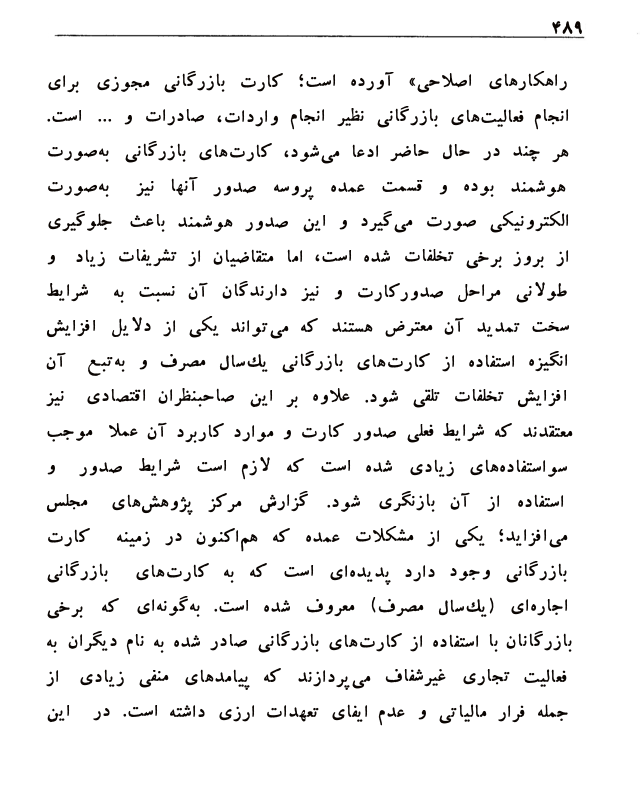 ۴۸۹
راهکارهای اصلاحی» آورده است؛ کارت بازرگانی مجوزی برای
انجام فعالیت‌های بازرگانی نظیر انجام واردات، صادرات و ... است.
هر چند در حال حاضر ادعا می‌شود، کارت‌های بازرگانی به‌صورت
هوشمند بوده و قسمت عمده پروسه صدور آنها نیز به‌صورت
الکترونیکی صورت می‌گیرد و این صدور هوشمند باعث جلوگیری
از بروز برخی تخلفات شده است، اما متقاضیان از تشریفات زیاد و
طولانی مراحل صدورکارت و نیز دارندگان آن نسبت به شرایط
سخت تمدید آن معترض هستند که می‌تواند یکی از دلایل افزایش
انگیزه استفاده از کارت‌های بازرگانی یك‌سال مصرف و به‌تبع آن
افزایش تخلفات تلقی شود. علاوه بر این صاحبنظران اقتصادی نیز
معتقدند که شرایط فعلی صدور کارت و موارد کاربرد آن عملا موجب
سواستفاده‌های زیادی شده است که لازم است شرایط صدور و
استفاده از آن بازنگری شود. گزارش مرکز پژوهش‌های مجلس
می‌افزاید؛ یکی از مشکلات عمده که هم‌اکنون در زمینه کارت
بازرگانی وجود دارد پدیده‌ای است که به کارت‌های بازرگانی
اجاره‌ای (یك‌سال مصرف) معروف شده است. به‌گونه‌ای که برخی
بازرگانان با استفاده از کارت‌های بازرگانی صادر شده به نام دیگران به
فعالیت تجاری غیرشفاف می‌پردازند که پیامدهای منفی زیادی از
جمله فرار مالیاتی و عدم ایفای تعهدات ارزی داشته است. در این